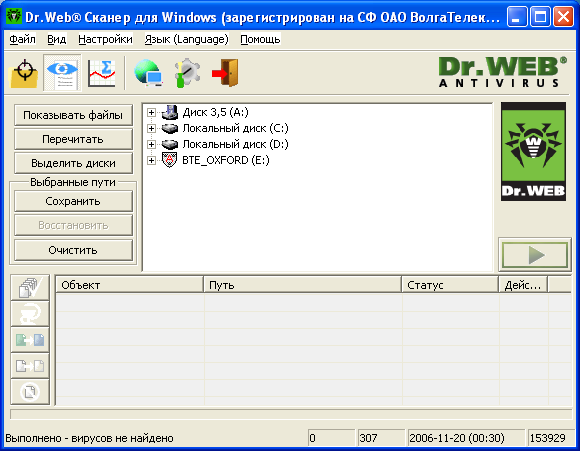 Dr.Web® Сканер для Windows (зарегистрирован на СФ ОАО ВолгаТелек...
Файл Вид Настройки Язык (Language) Помощь
Dr.WEB®
ANTIVIRUS
Показывать файлы
Перечитать
Выделить диски
Выбранные пути
Сохранить
Восстановить
Очистить
Диск 3,5 (A:)
Локальный диск (C:)
Локальный диск (D:)
BTE_OXFORD (E:)
Dr.WEB
Объект Путь Статус Дейс...
Выполнено - вирусов не найдено 0 307 2006-11-20 (00:30) 153929